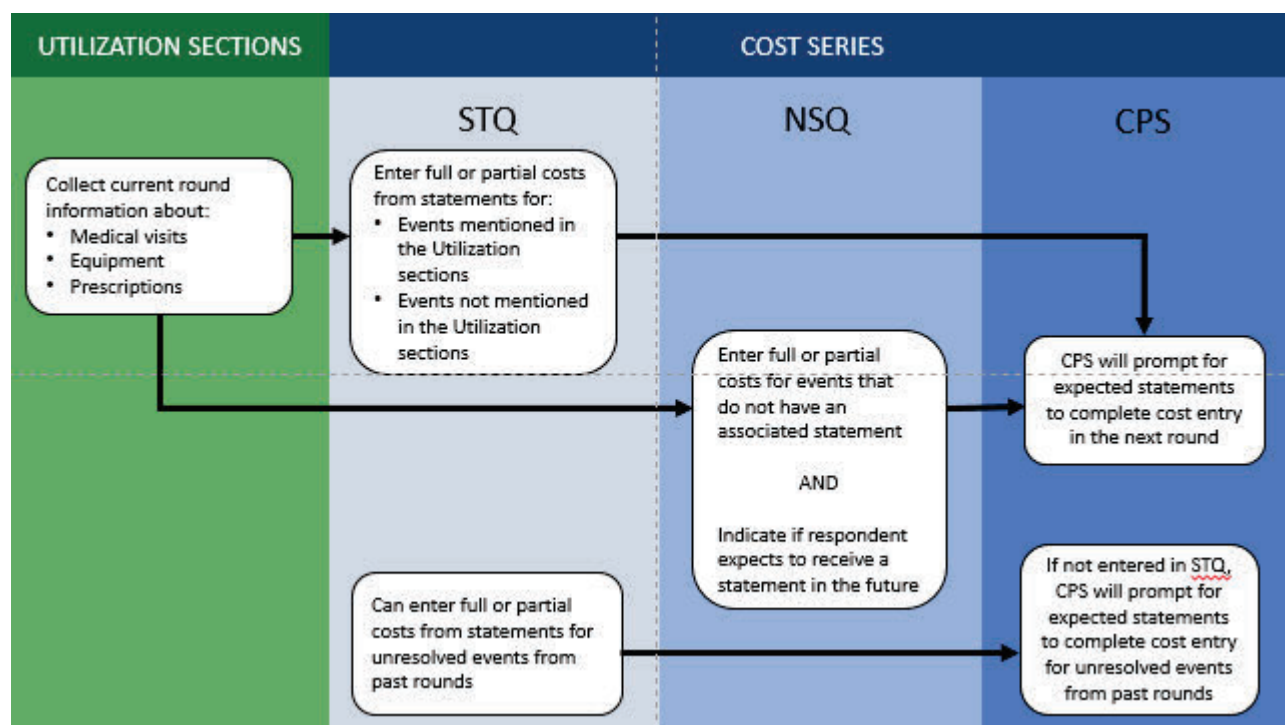 UTILIZATION SECTIONS
COST SERIES
STQ
NSQ
CPS
Collect current round
information about:
• Medical visits
• Equipment
• Prescriptions
Enter full or partial costs
from statements for:
• Events mentioned in
the Utilization
sections
• Events not mentioned
in the Utilization
sections
Enter full or partial
costs for events that
do not have an
associated statement
AND
Indicate if respondent
expects to receive a
statement in the future
CPS will prompt for
expected statements
to complete cost entry
in the next round
Can enter full or partial
costs from statements for
unresolved events from
past rounds
If not entered in STQ,
CPS will prompt for
expected statements
to complete cost entry
for unresolved events
from past rounds